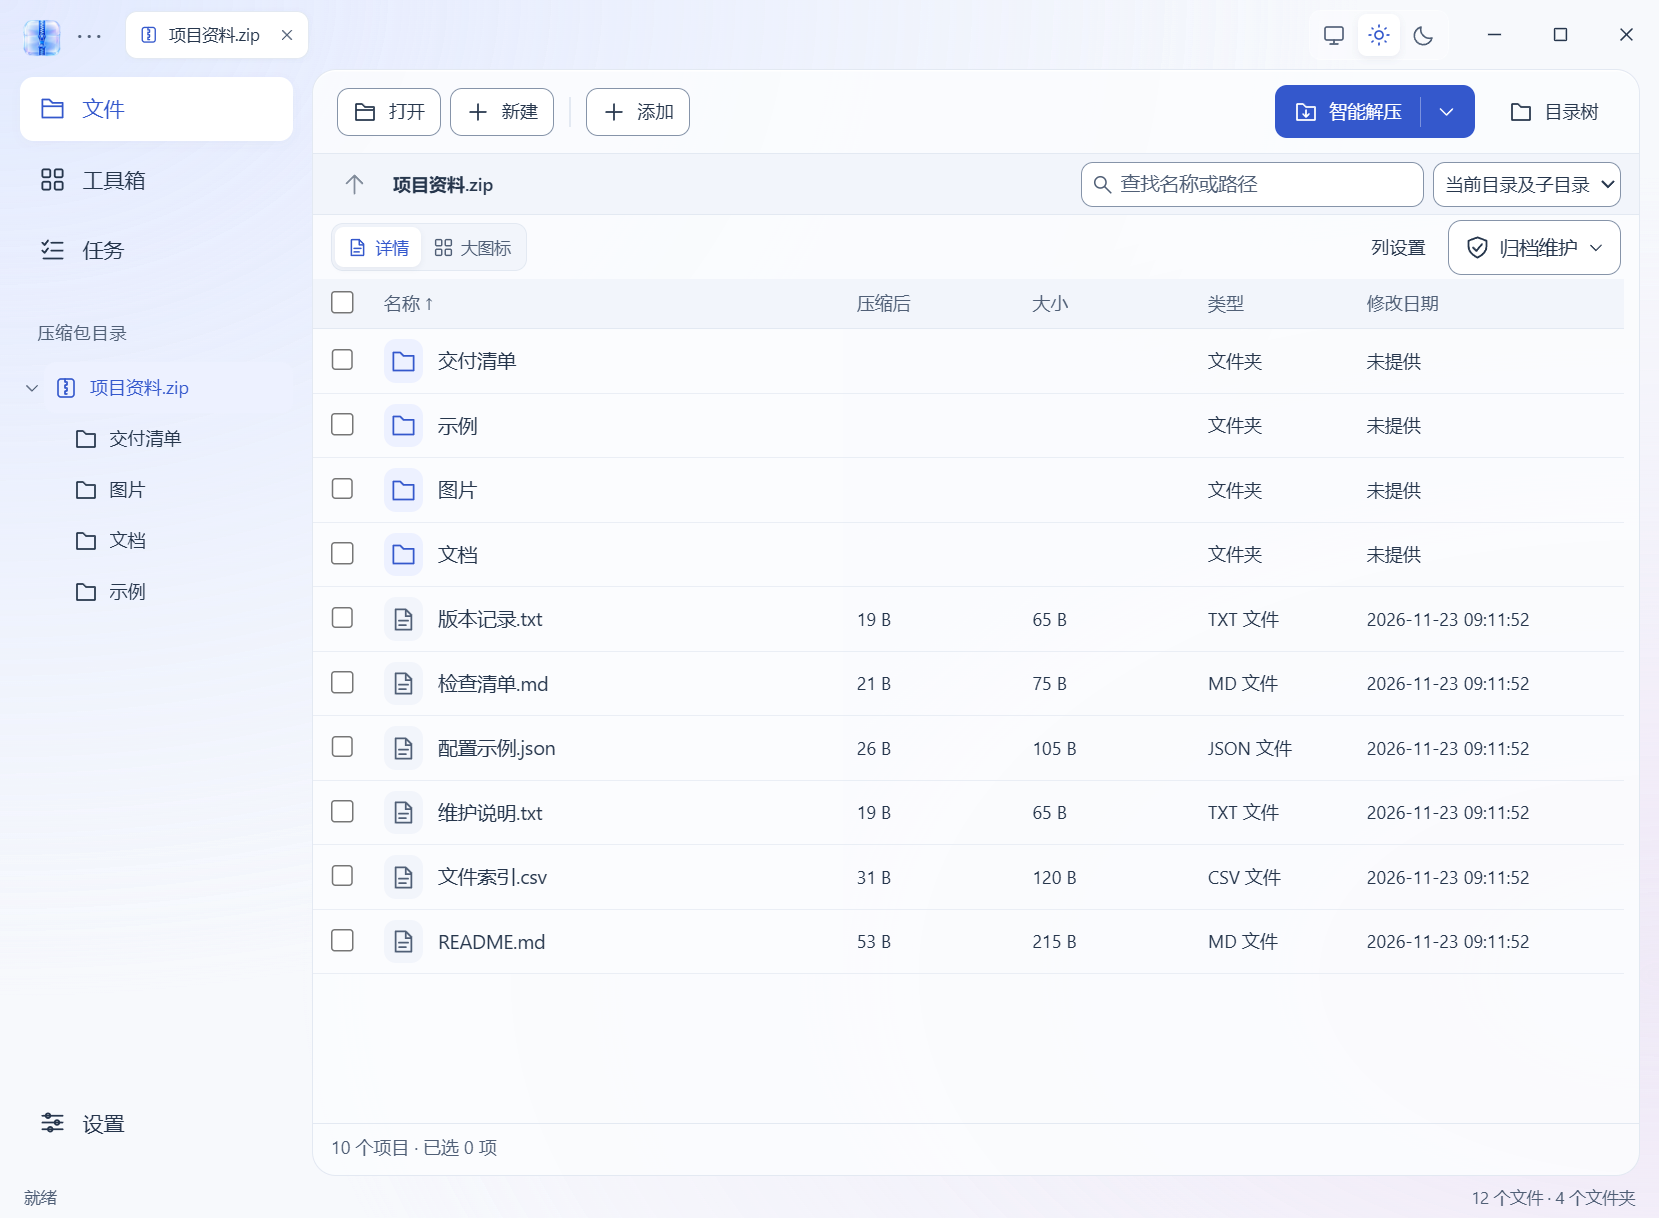 项目资料.zip
文件
工具箱
任务
压缩包目录
项目资料.zip
交付清单
图片
文档
示例
设置
就绪
打开 新建 添加 智能解压 目录树
项目资料.zip 查找名称或路径 当前目录及子目录
详情 大图标 列设置 归档维护
名称↑ 压缩后 大小 类型 修改日期
交付清单 文件夹 未提供
示例 文件夹 未提供
图片 文件夹 未提供
文档 文件夹 未提供
版本记录.txt 19 B 65 B TXT 文件 2026-11-23 09:11:52
检查清单.md 21 B 75 B MD 文件 2026-11-23 09:11:52
配置示例.json 26 B 105 B JSON 文件 2026-11-23 09:11:52
维护说明.txt 19 B 65 B TXT 文件 2026-11-23 09:11:52
文件索引.csv 31 B 120 B CSV 文件 2026-11-23 09:11:52
README.md 53 B 215 B MD 文件 2026-11-23 09:11:52
10 个项目 · 已选 0 项
12 个文件 · 4 个文件夹